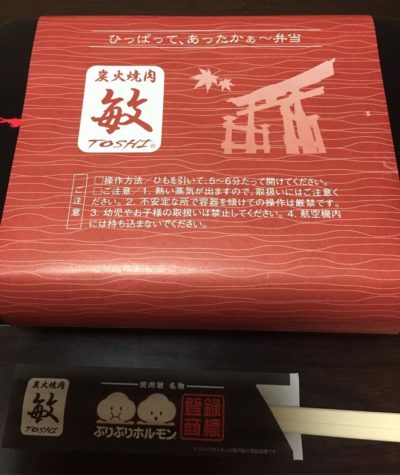 ひっぱって、あったかぁ〜弁当
炭火焼肉
敏
TOSHI®
ご注意
□操作方法／ひもを引いて、5〜6分たって開けてください。
□ご注意／1. 熱い蒸気が出ますので、取扱いにはご注意くだ
さい。2. 不安定な所で容器を傾けての操作は厳禁です。
3. 幼児やお子様の取扱いは禁止してください。4. 航空機内
には持ち込まないでください。
炭火焼肉
敏
TOSHI
焼肉敏 名物
ぷりぷりホルモン
登録
商標